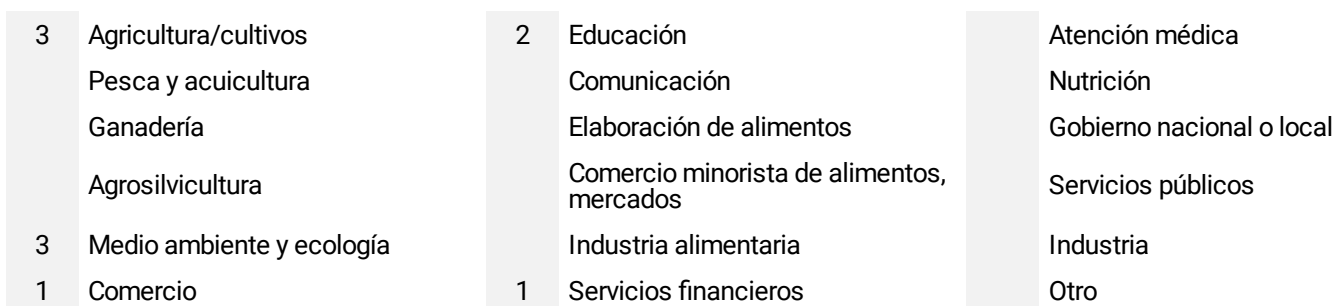 3 Agricultura/cultivos 2 Educación Atención médica
Pesca y acuicultura Comunicación Nutrición
Ganadería Elaboración de alimentos Gobierno nacional o local
Agrosilvicultura Comercio minorista de alimentos, mercados Servicios públicos
3 Medio ambiente y ecología Industria alimentaria Industria
1 Comercio 1 Servicios financieros Otro